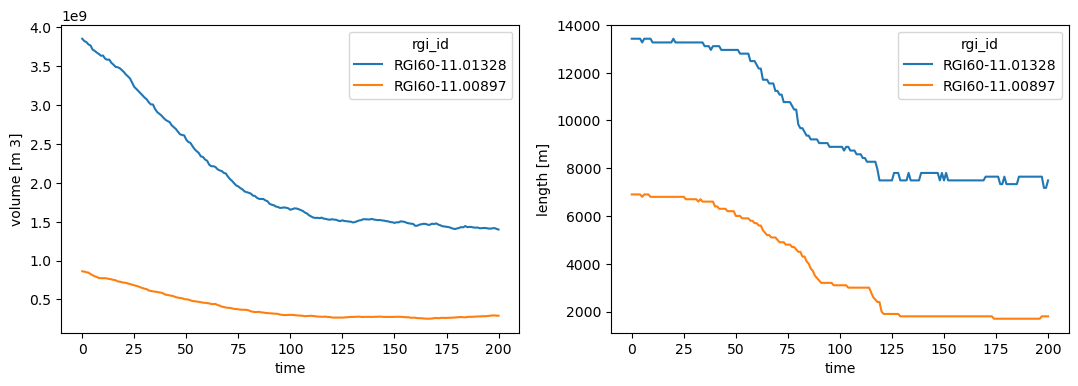 1e9
4.0
3.5
3.0
2.5
2.0
1.5
1.0
0.5
volume [m 3]
0 25 50 75 100 125 150 175 200
time
rgi_id
RGI60-11.01328
RGI60-11.00897
14000
12000
10000
8000
6000
4000
2000
length [m]
0 25 50 75 100 125 150 175 200
time
rgi_id
RGI60-11.01328
RGI60-11.00897